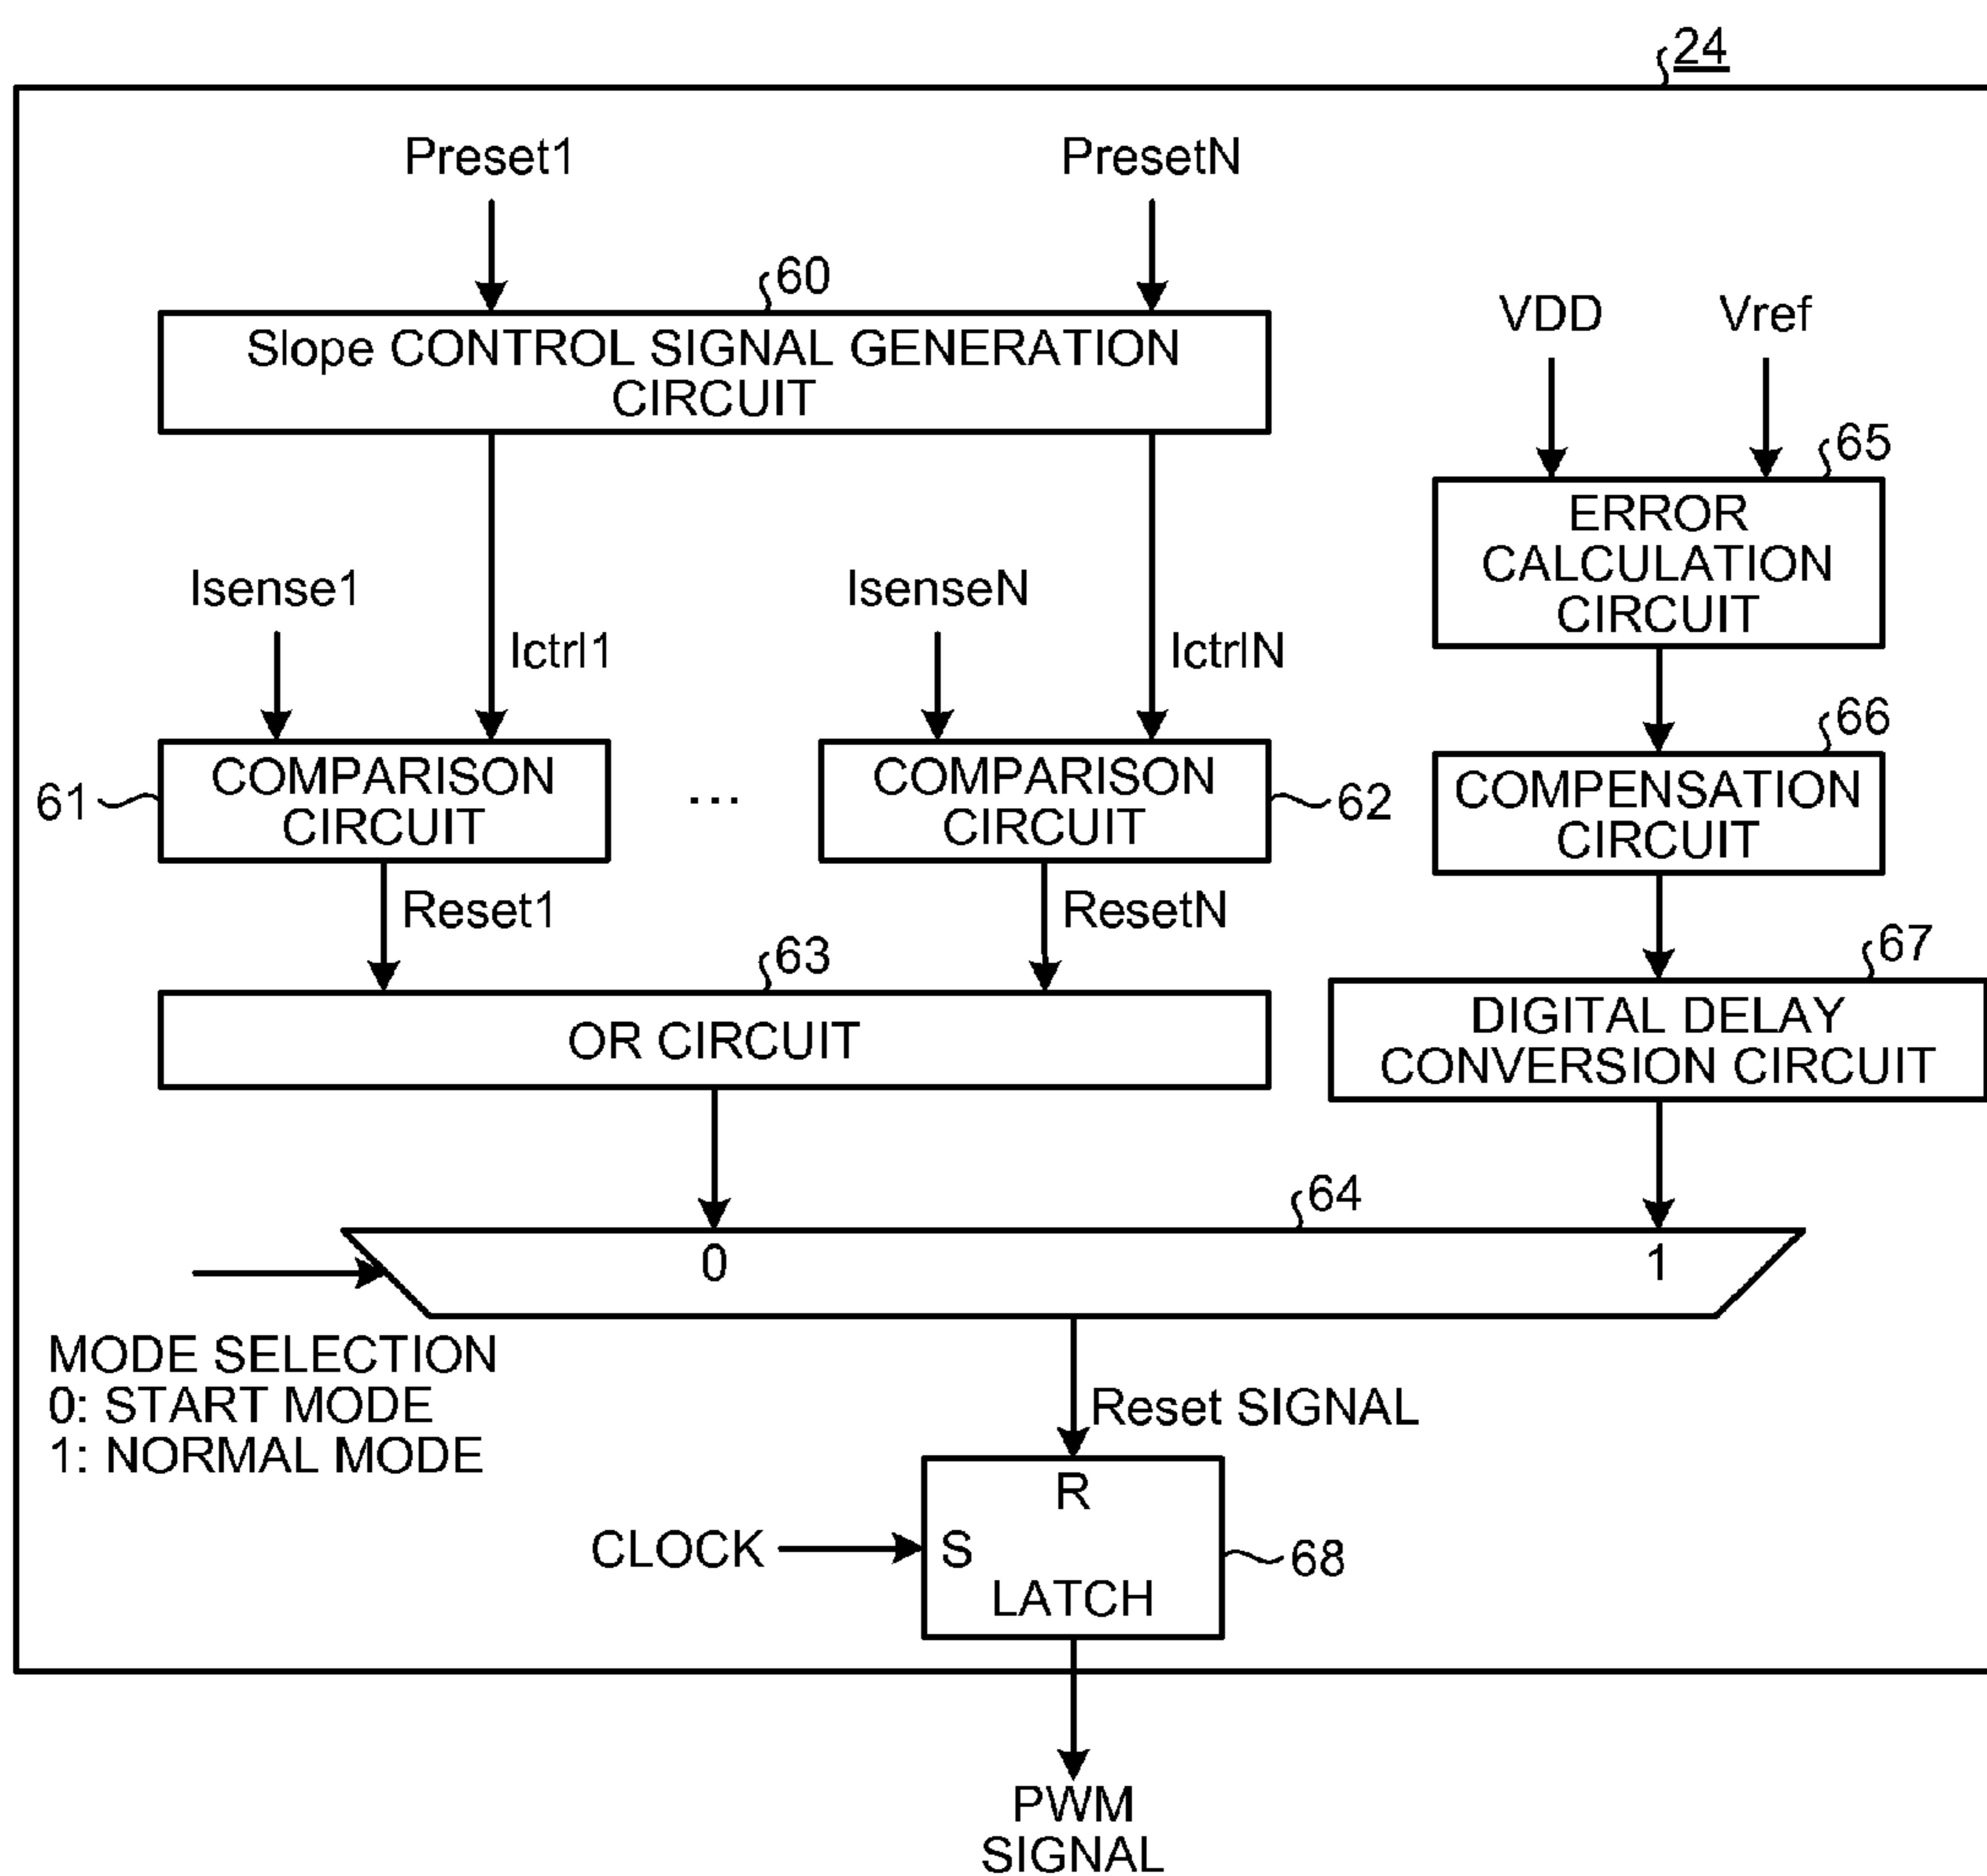 24
Preset1
PresetN
60
Slope CONTROL SIGNAL GENERATION
CIRCUIT
VDD
Vref
65
ERROR
CALCULATION
CIRCUIT
Isense1
Ictrl1
IsenseN
IctrlN
66
61
COMPARISON
CIRCUIT
...
COMPARISON
CIRCUIT
62
COMPENSATION
CIRCUIT
Reset1
ResetN
63
67
OR CIRCUIT
DIGITAL DELAY
CONVERSION CIRCUIT
64
0
1
MODE SELECTION
0: START MODE
1: NORMAL MODE
Reset SIGNAL
R
CLOCK
S
LATCH
68
PWM
SIGNAL